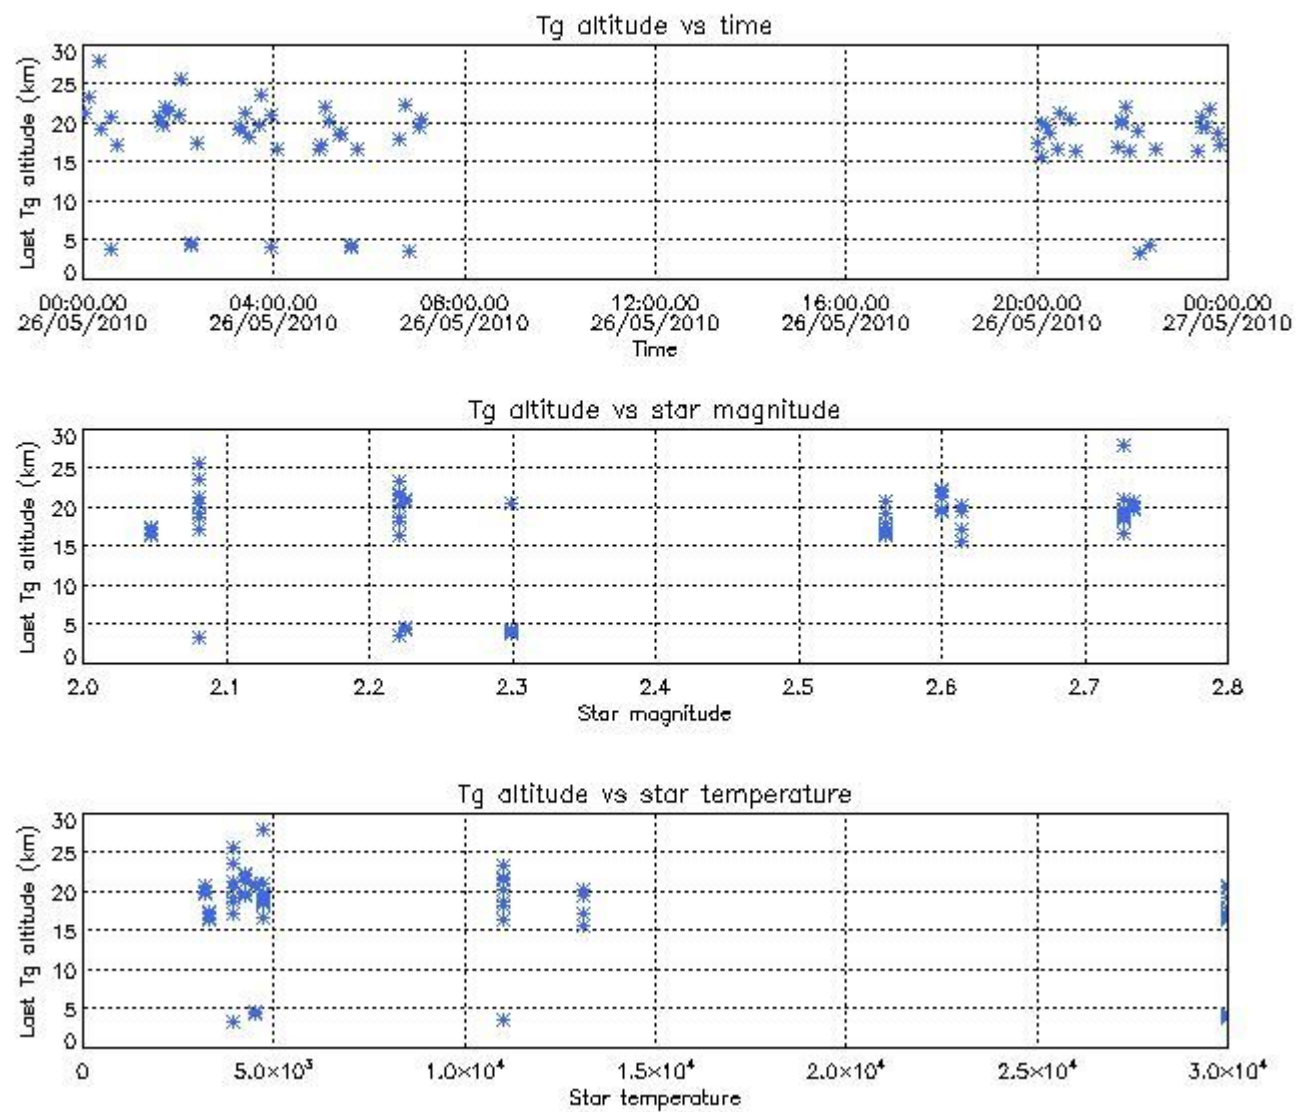 Tg altitude vs time
Last Tg altitude (km)
30
25
20
15
10
5
0
00:00.00 04:00.00 08:00.00 12:00.00 16:00.00 20:00.00 00:00.00
26/05/2010 26/05/2010 26/05/2010 26/05/2010 26/05/2010 26/05/2010 27/05/2010
Time
Tg altitude vs star magnitude
Last Tg altitude (km)
30
25
20
15
10
5
0
2.0 2.1 2.2 2.3 2.4 2.5 2.6 2.7 2.8
Star magnitude
Tg altitude vs star temperature
Last Tg altitude (km)
30
25
20
15
10
5
0
0 5.0×10³ 1.0×10⁴ 1.5×10⁴ 2.0×10⁴ 2.5×10⁴ 3.0×10⁴
Star temperature